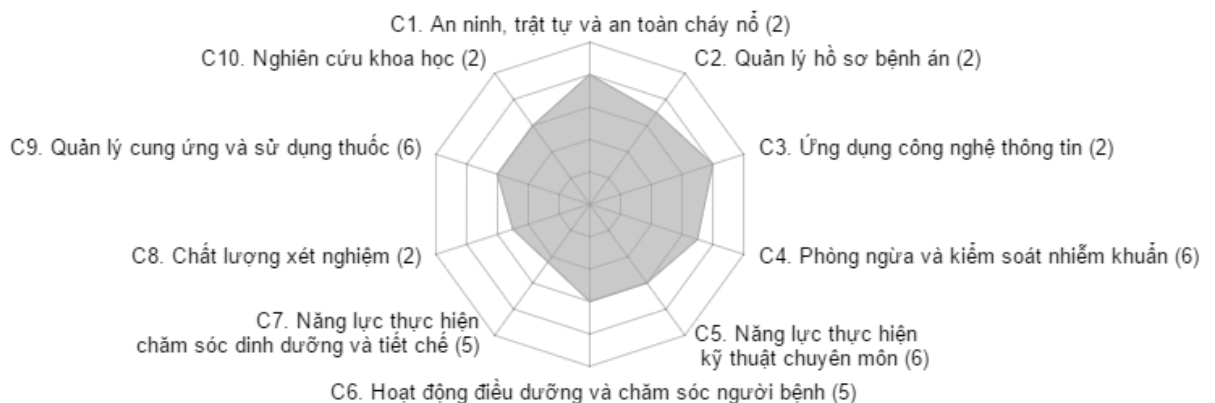 C1. An ninh, trật tự và an toàn cháy nổ (2)
C10. Nghiên cứu khoa học (2)
C2. Quản lý hồ sơ bệnh án (2)
C9. Quản lý cung ứng và sử dụng thuốc (6)
C3. Ứng dụng công nghệ thông tin (2)
C8. Chất lượng xét nghiệm (2)
C4. Phòng ngừa và kiểm soát nhiễm khuẩn (6)
C7. Năng lực thực hiện
chăm sóc dinh dưỡng và tiết chế (5)
C5. Năng lực thực hiện
kỹ thuật chuyên môn (6)
C6. Hoạt động điều dưỡng và chăm sóc người bệnh (5)